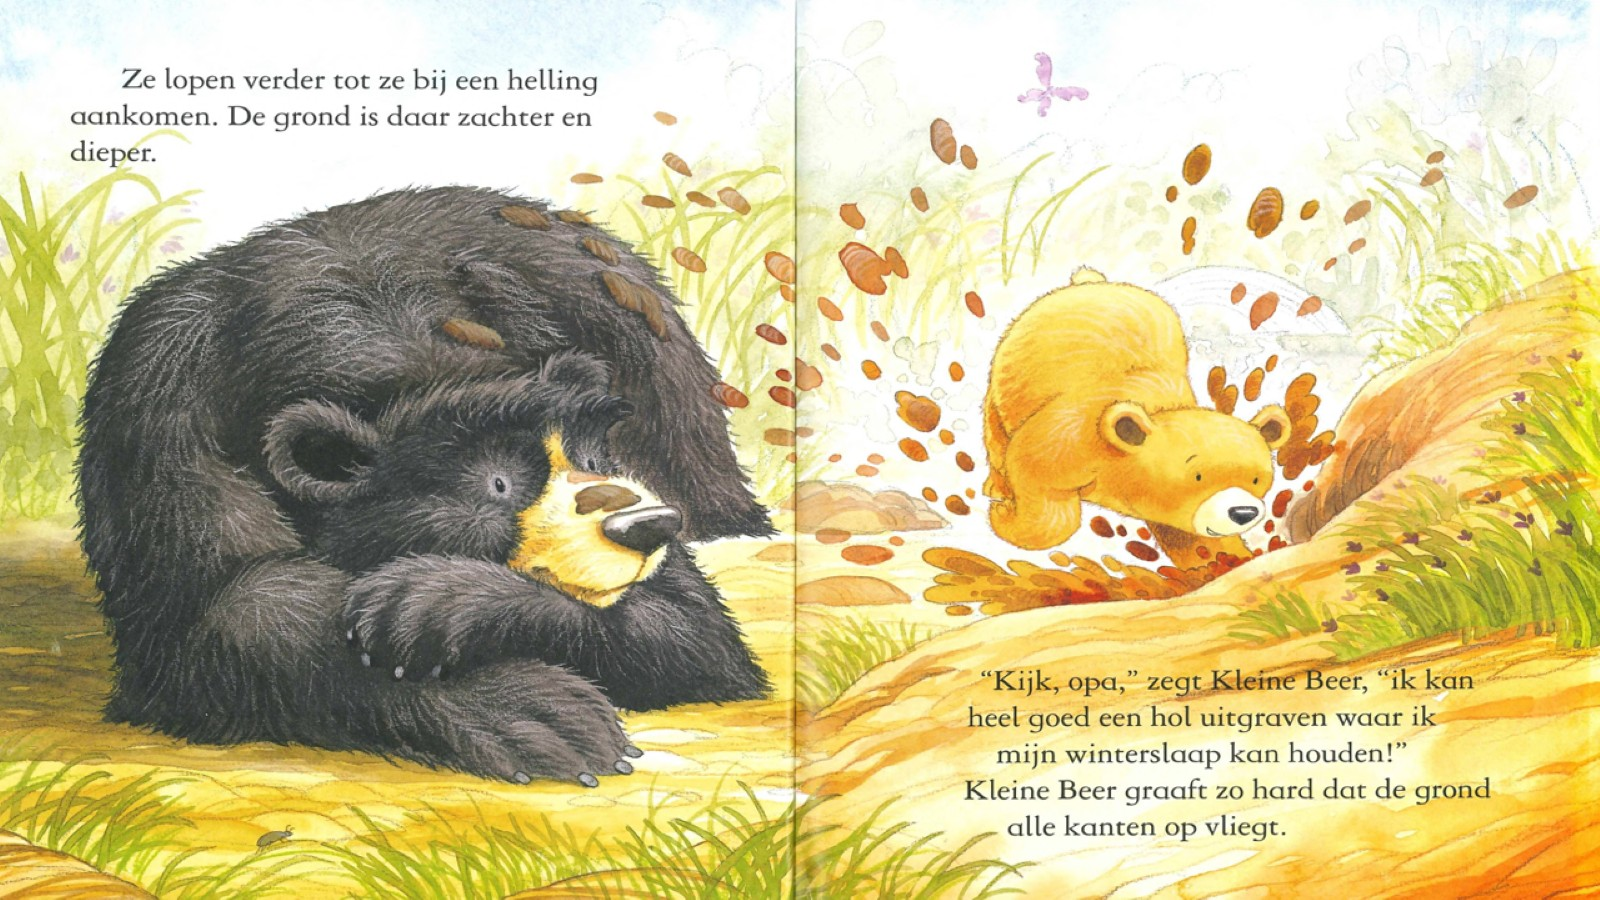 Ze lopen verder tot ze bij een helling
aankomen. De grond is daar zachter en
dieper.
“Kijk, opa,” zegt Kleine Beer, “ik kan
heel goed een hol uitgraven waar ik
mijn winterslaap kan houden!”
Kleine Beer graaft zo hard dat de grond
alle kanten op vliegt.